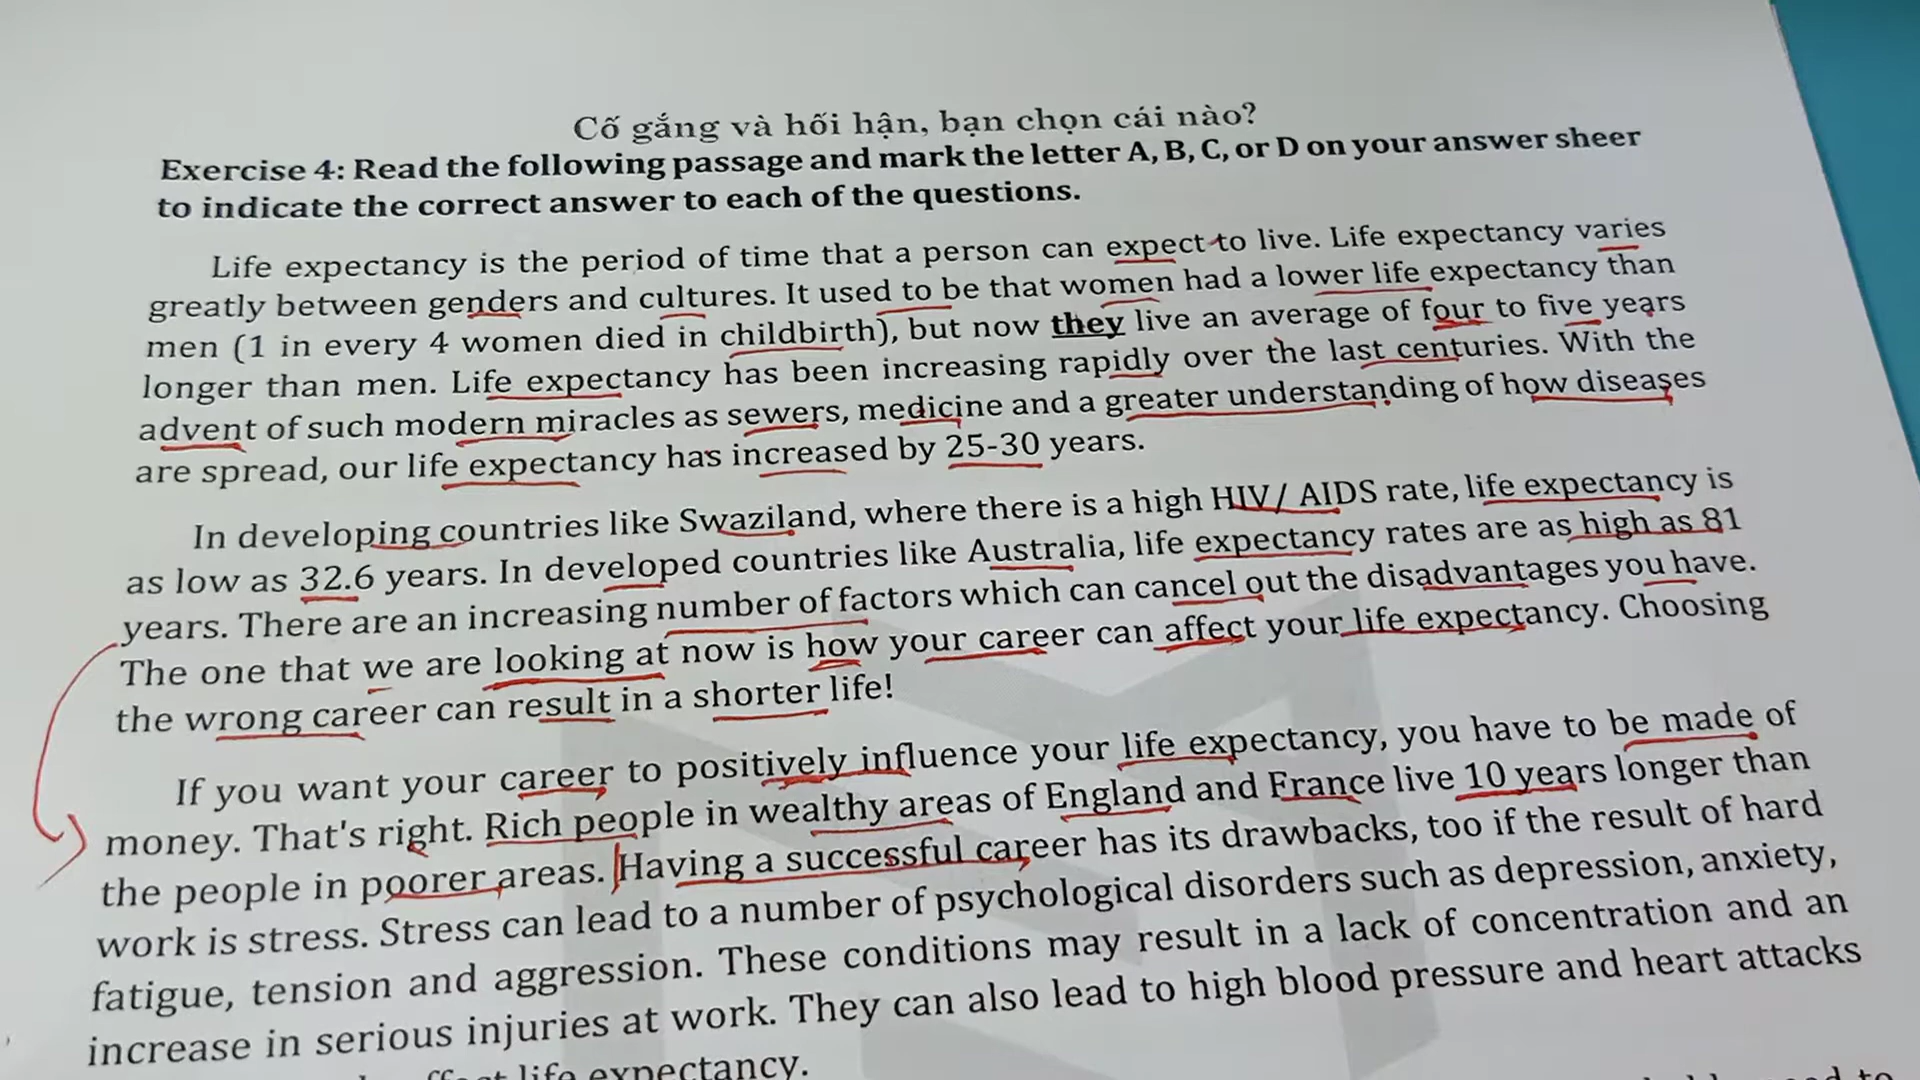 Cố gắng và hối hận, bạn chọn cái nào?
Exercise 4: Read the following passage and mark the letter A, B, C, or D on your answer sheer
to indicate the correct answer to each of the questions.
Life expectancy is the period of time that a person can expect to live. Life expectancy varies
greatly between genders and cultures. It used to be that women had a lower life expectancy than
men (1 in every 4 women died in childbirth), but now they live an average of four to five years
longer than men. Life expectancy has been increasing rapidly over the last centuries. With the
advent of such modern miracles as sewers, medicine and a greater understanding of how diseases
are spread, our life expectancy has increased by 25-30 years.
In developing countries like Swaziland, where there is a high HIV/ AIDS rate, life expectancy is
as low as 32.6 years. In developed countries like Australia, life expectancy rates are as high as 81
years. There are an increasing number of factors which can cancel out the disadvantages you have.
The one that we are looking at now is how your career can affect your life expectancy. Choosing
the wrong career can result in a shorter life!
If you want your career to positively influence your life expectancy, you have to be made of
money. That's right. Rich people in wealthy areas of England and France live 10 years longer than
the people in poorer areas. Having a successful career has its drawbacks, too if the result of hard
work is stress. Stress can lead to a number of psychological disorders such as depression, anxiety,
fatigue, tension and aggression. These conditions may result in a lack of concentration and an
increase in serious injuries at work. They can also lead to high blood pressure and heart attacks
life expectancy.